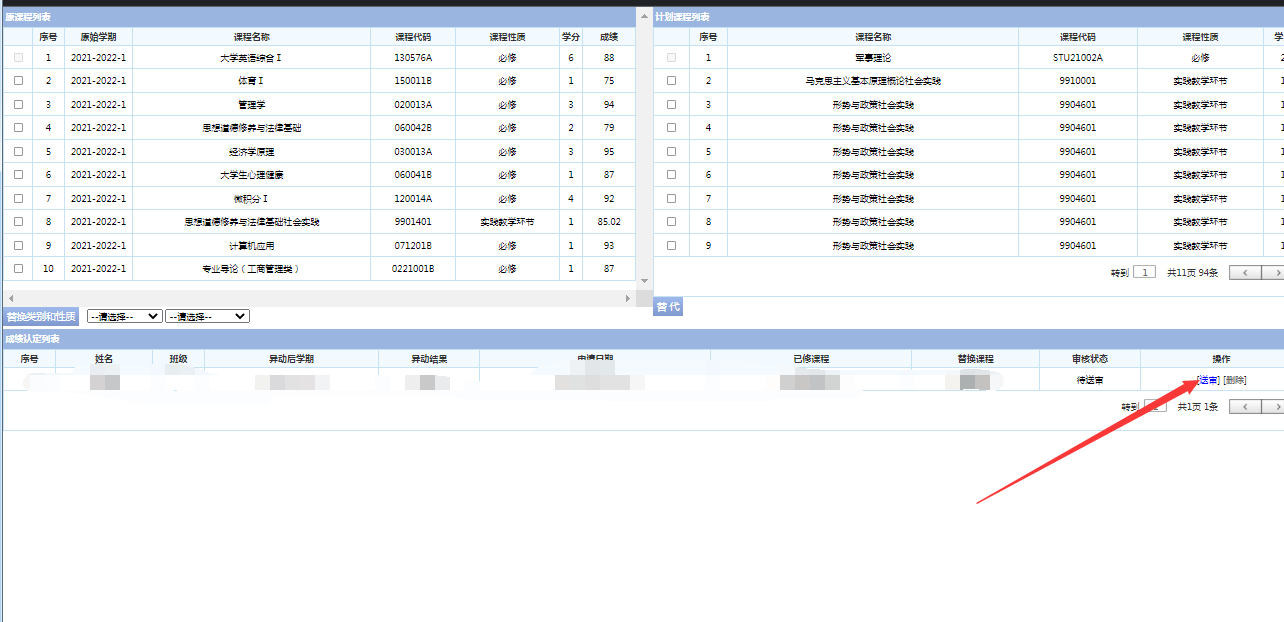 原课程列表
序号 原始学期 课程名称 课程代码 课程性质 学分 成绩
1 2021-2022-1 大学英语综合Ⅰ 130576A 必修 6 88
2 2021-2022-1 体育Ⅰ 150011B 必修 1 75
3 2021-2022-1 管理学 020013A 必修 3 94
4 2021-2022-1 思想道德修养与法律基础 060042B 必修 2 79
5 2021-2022-1 经济学原理 030013A 必修 3 95
6 2021-2022-1 大学生心理健康 060041B 必修 1 87
7 2021-2022-1 微积分Ⅰ 120014A 必修 4 92
8 2021-2022-1 思想道德修养与法律基础社会实践 9901401 实践教学环节 1 85.02
9 2021-2022-1 计算机应用 071201B 必修 1 93
10 2021-2022-1 专业导论（工商管理类） 0221001B 必修 1 87
计划课程列表
序号 课程名称 课程代码 课程性质 学
1 军事理论 STU21002A 必修 2
2 马克思主义基本原理概论社会实践 9910001 实践教学环节 1
3 形势与政策社会实践 9904601 实践教学环节 1
4 形势与政策社会实践 9904601 实践教学环节 1
5 形势与政策社会实践 9904601 实践教学环节 1
6 形势与政策社会实践 9904601 实践教学环节 1
7 形势与政策社会实践 9904601 实践教学环节 1
8 形势与政策社会实践 9904601 实践教学环节 1
9 形势与政策社会实践 9904601 实践教学环节 1
转到 1 共11页 94条
替代
替换类别和性质 --请选择-- --请选择--
成绩认定列表
序号 姓名 班级 异动后学期 异动结果 申请日期 已修课程 替换课程 审核状态 操作
待送审 [送审] [删除]
转到 共1页 1条